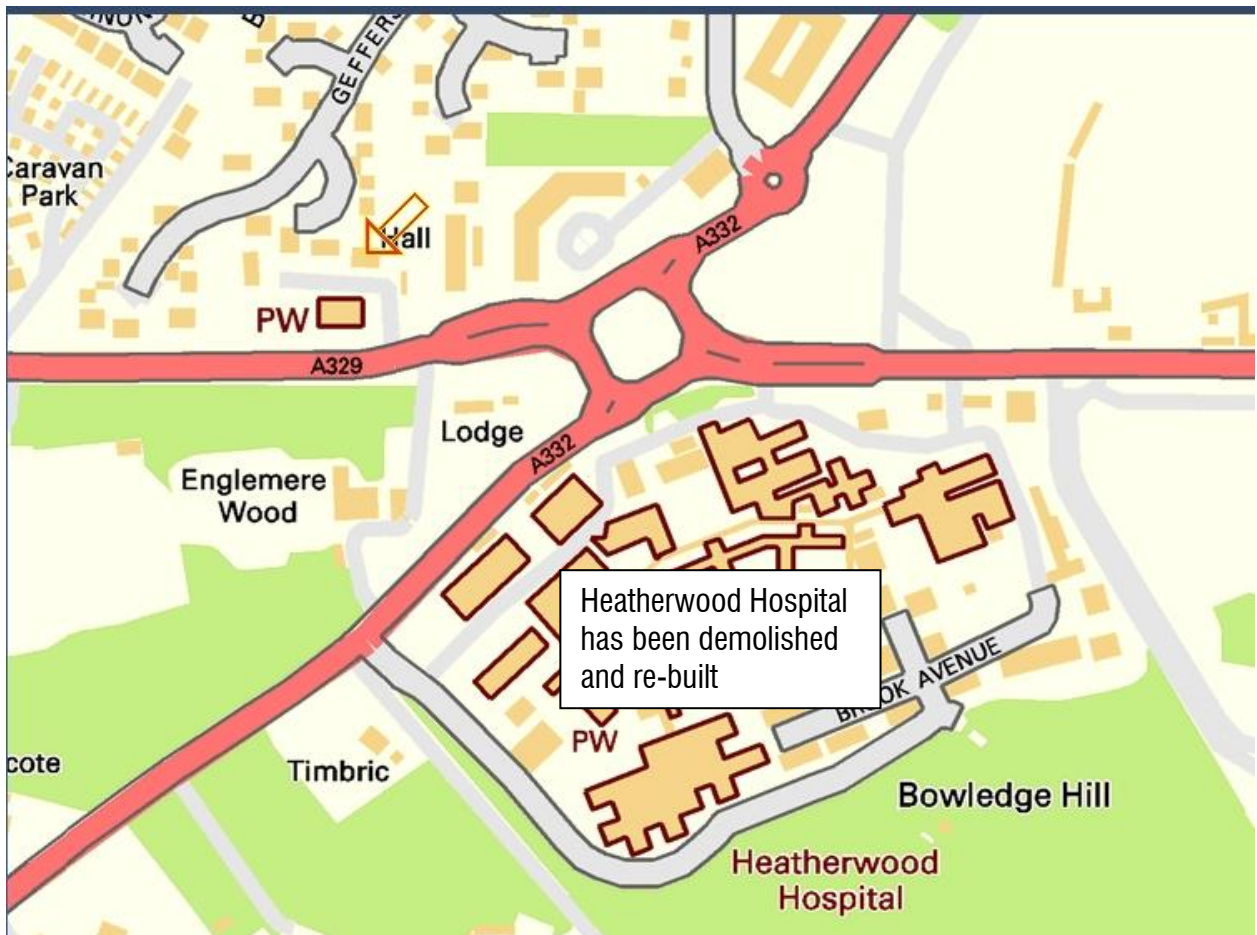 GEFFERS
Caravan
Park
Hall
A332
PW
A329
Lodge
A332
Englemere
Wood
Heatherwood Hospital
has been demolished
and re-built
AVENUE
PW
cote
Timbric
Bowledge Hill
Heatherwood
Hospital